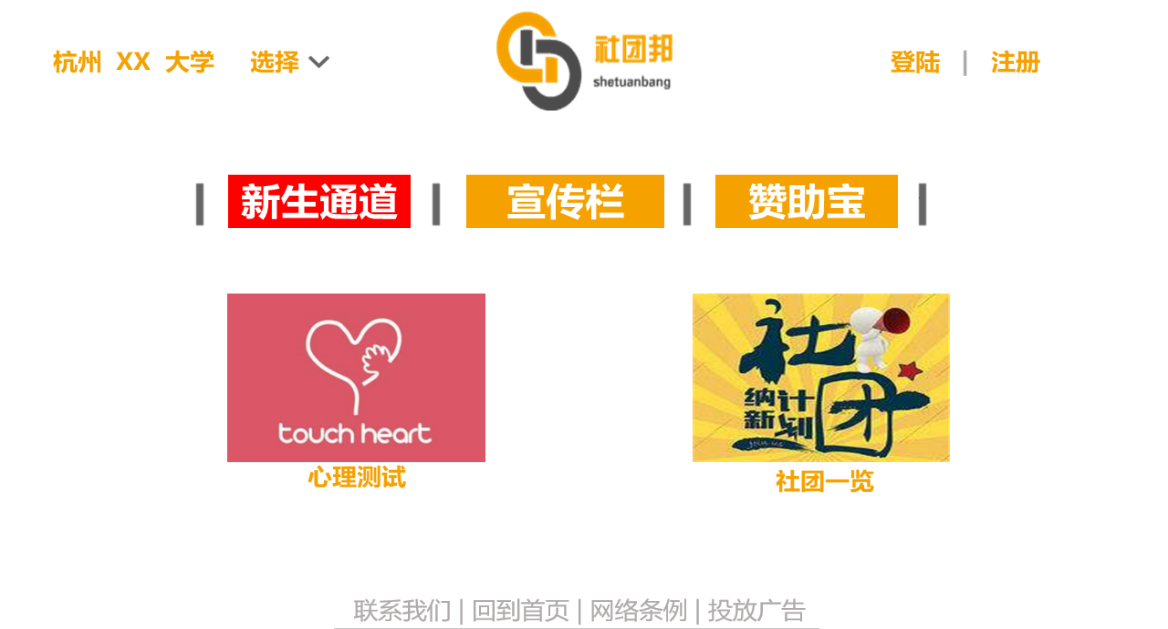 杭州 XX 大学 选择
社团邦
shetuanbang
登陆 | 注册
新生通道
宣传栏
赞助宝
touch heart
社团
纳新
计划
join us
心理测试
社团一览
联系我们 | 回到首页 | 网络条例 | 投放广告